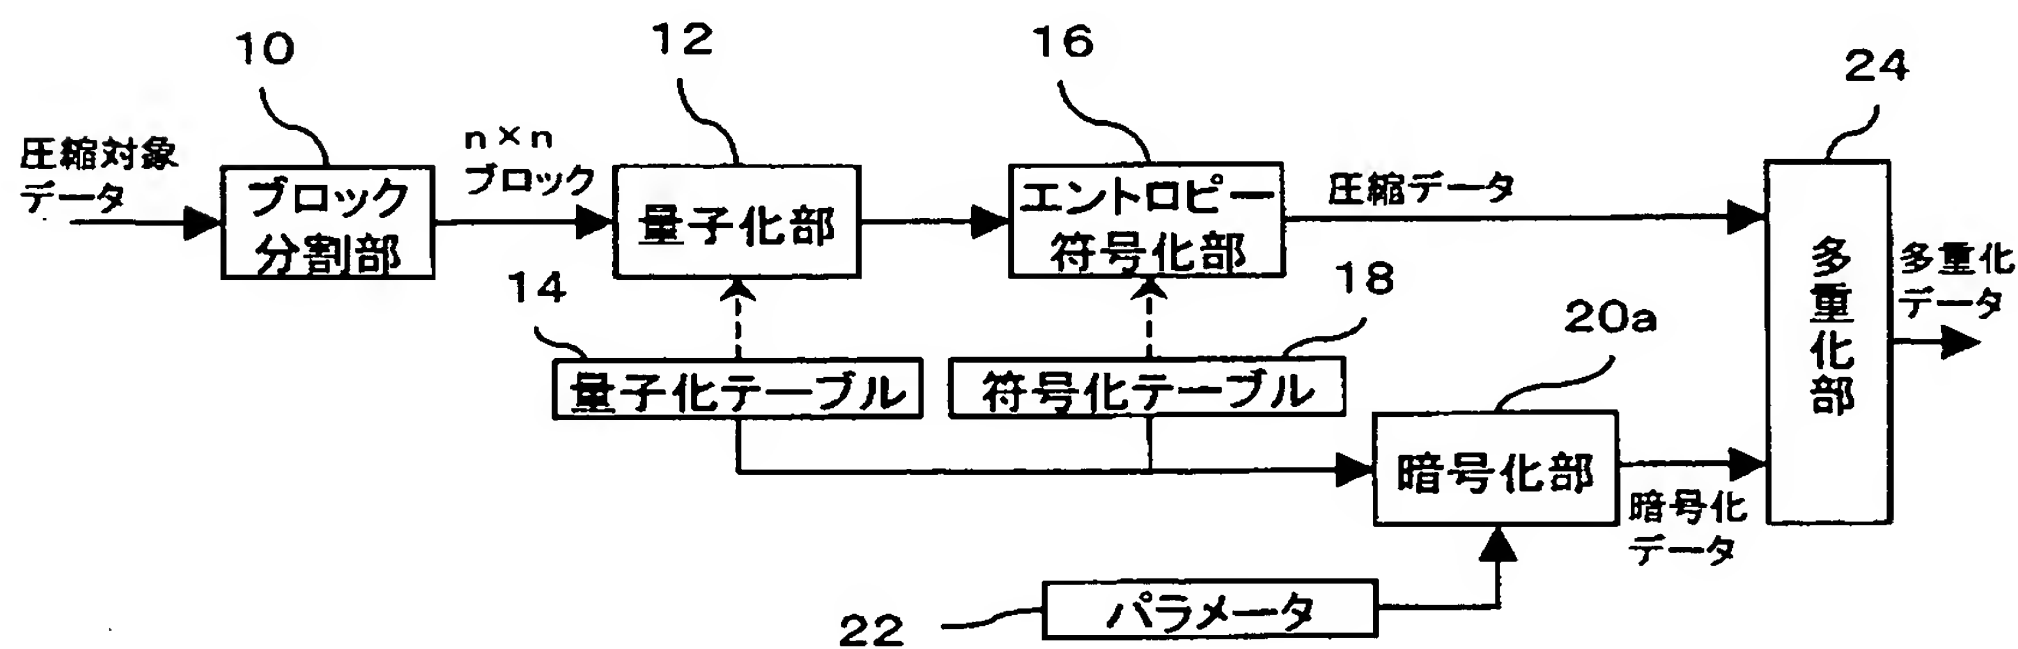 10
12
16
24
圧縮対象
データ
n×n
ブロック
ブロック
分割部
量子化部
エントロピー
符号化部
圧縮データ
多重化部
多重化
データ
14
18
20a
量子化テーブル
符号化テーブル
暗号化部
暗号化
データ
22
パラメータ